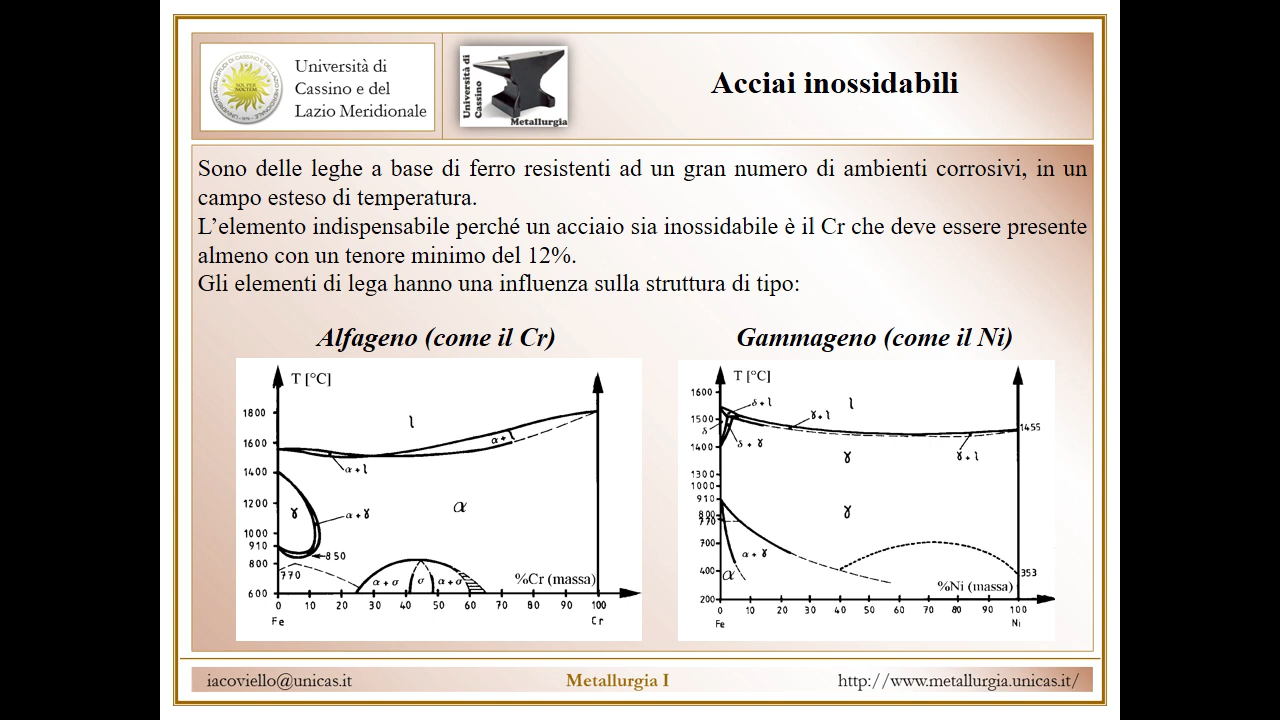 Università di
Cassino e del
Lazio Meridionale
Università di
Cassino
Metallurgia
Acciai inossidabili
Sono delle leghe a base di ferro resistenti ad un gran numero di ambienti corrosivi, in un
campo esteso di temperatura.
L’elemento indispensabile perché un acciaio sia inossidabile è il Cr che deve essere presente
almeno con un tenore minimo del 12%.
Gli elementi di lega hanno una influenza sulla struttura di tipo:
Alfageno (come il Cr)
T [°C]
1800
1600
1400
1200
1000
910
800
600
l
α+l
α+l
γ
α+γ
α
850
770
α+σ
σ
α+σ
%Cr (massa)
0 10 20 30 40 50 60 70 80 90 100
Fe Cr
Gammageno (come il Ni)
T [°C]
1600
1500
1400
1300
1000
910
800
770
700
400
200
δ+l
l
γ+l
δ
δ+γ
γ+l
1455
γ
γ
α+γ
α
353
%Ni (massa)
0 10 20 30 40 50 60 70 80 90 100
Fe Ni
iacoviello@unicas.it
Metallurgia I
http://www.metallurgia.unicas.it/